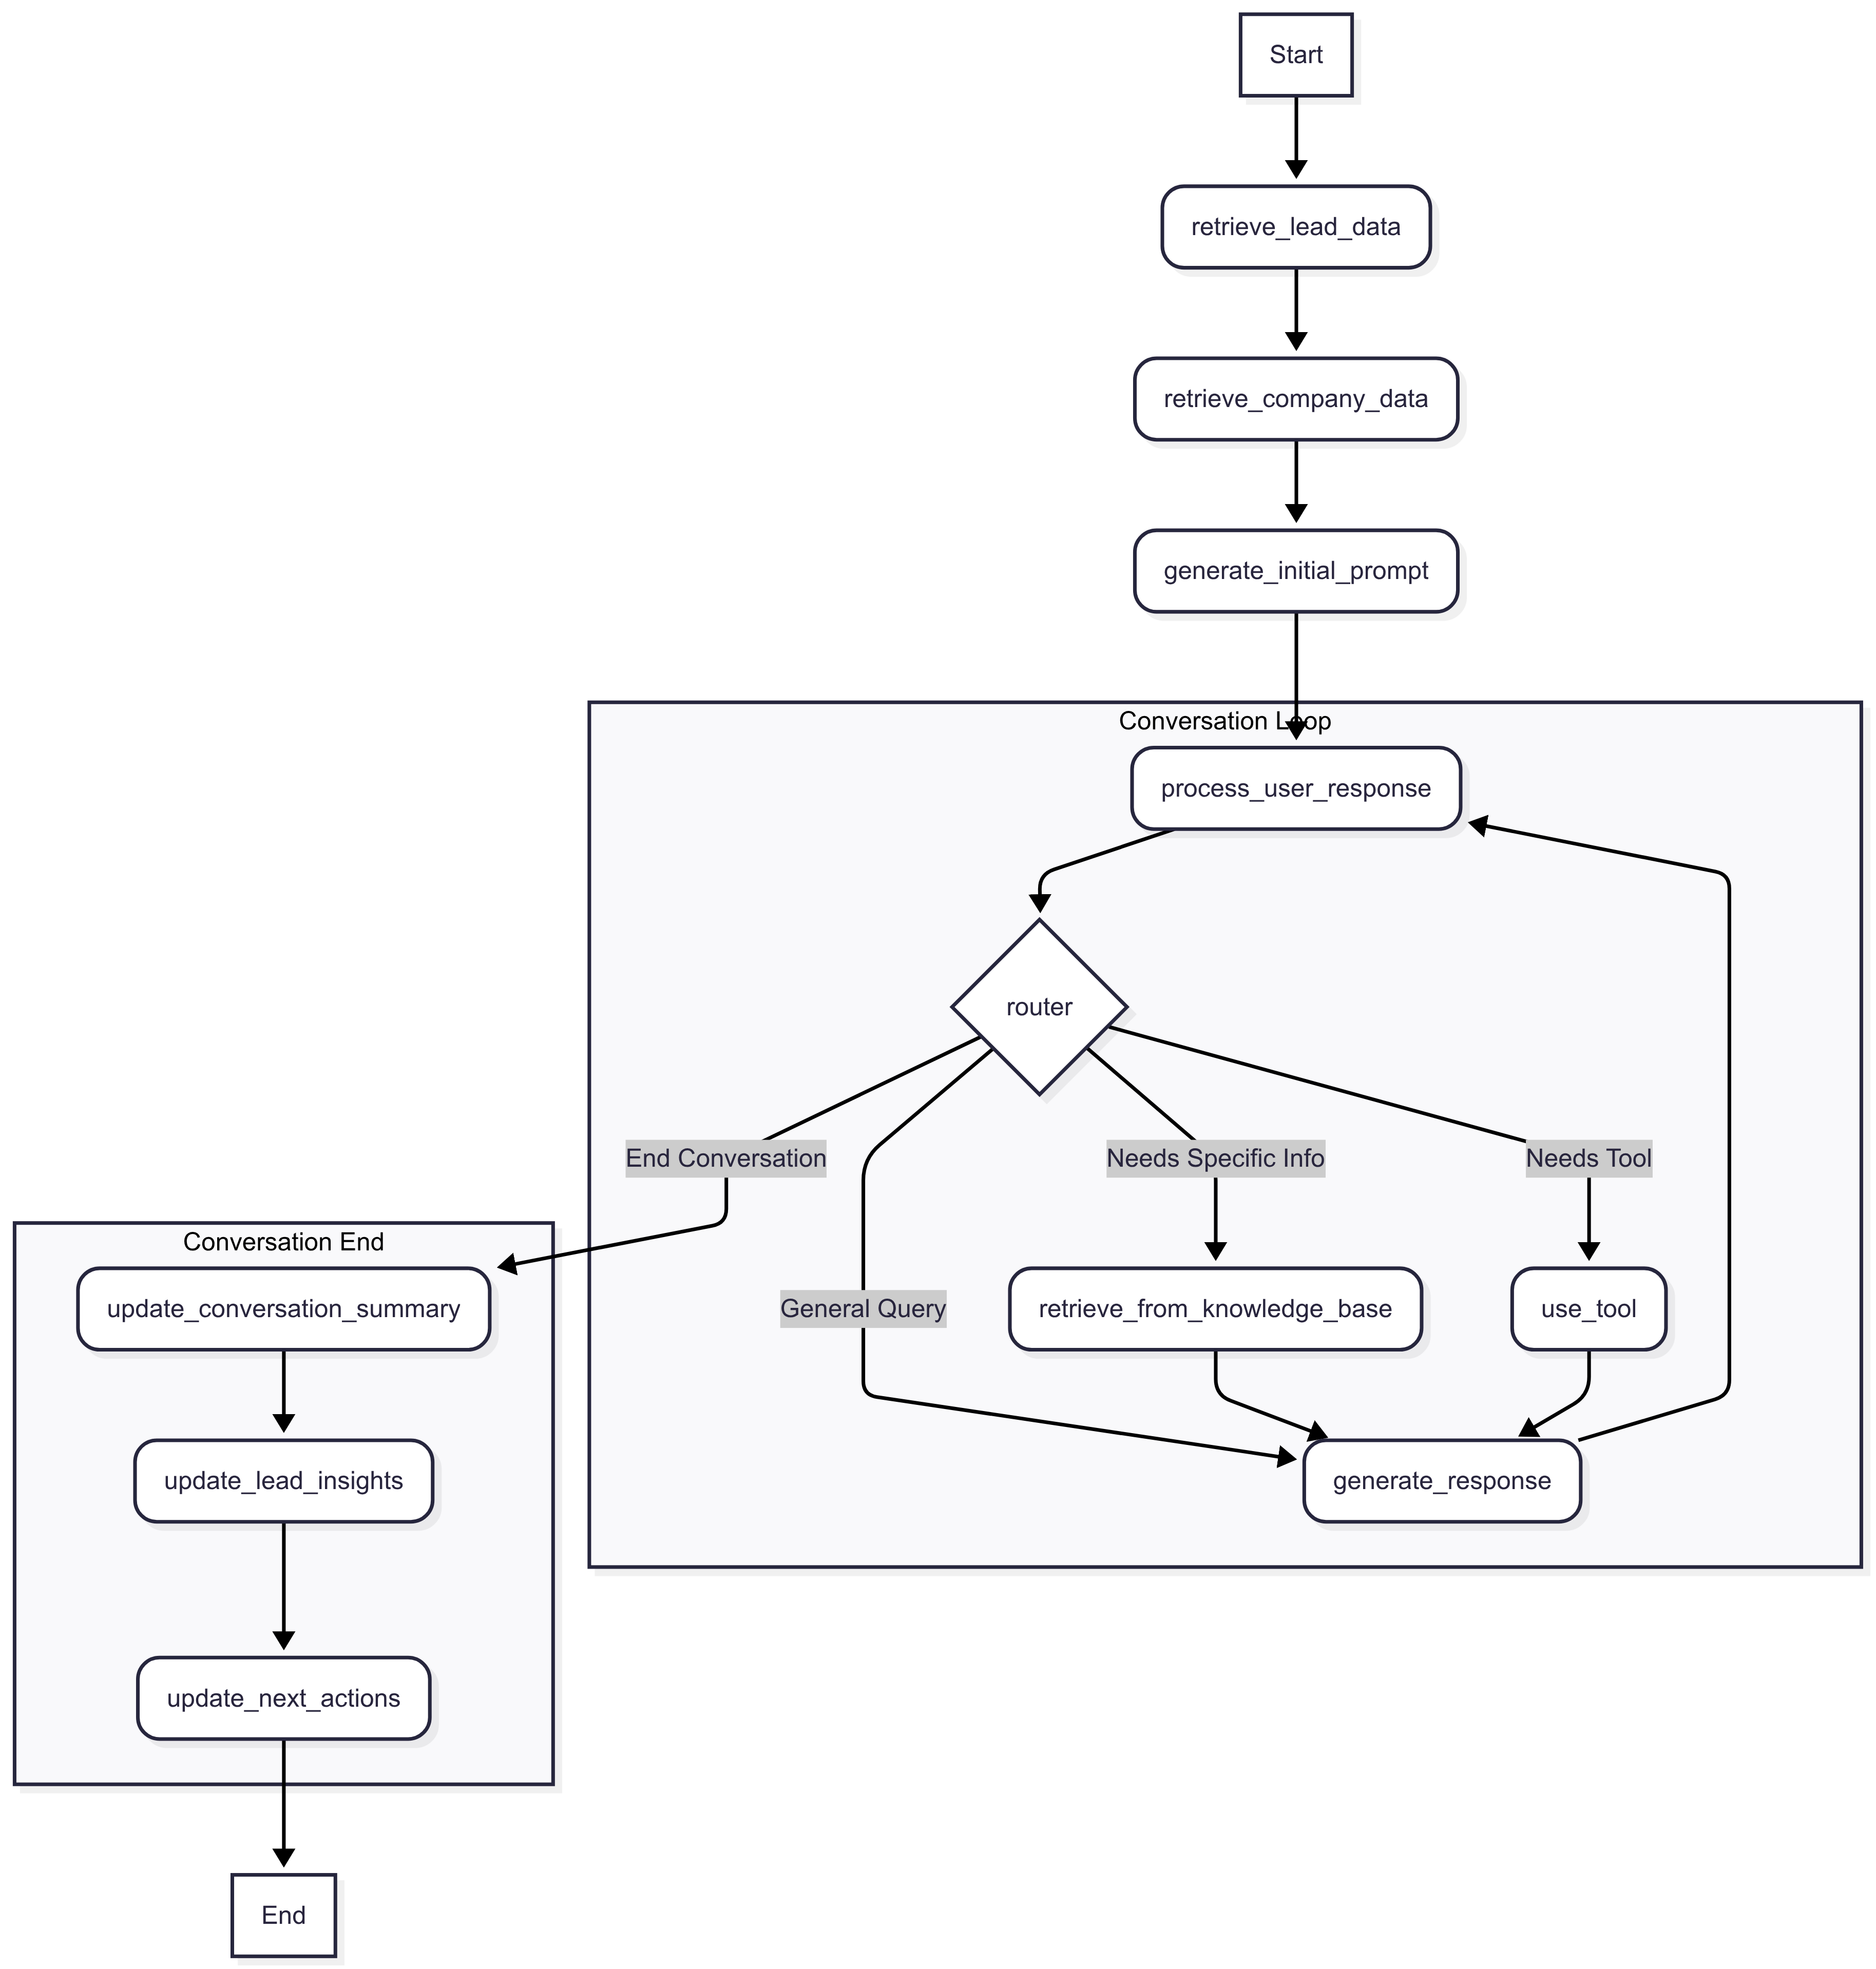 Start
retrieve_lead_data
retrieve_company_data
generate_initial_prompt
Conversation Loop
process_user_response
router
End Conversation
Needs Specific Info
Needs Tool
Conversation End
update_conversation_summary
General Query
retrieve_from_knowledge_base
use_tool
update_lead_insights
generate_response
update_next_actions
End